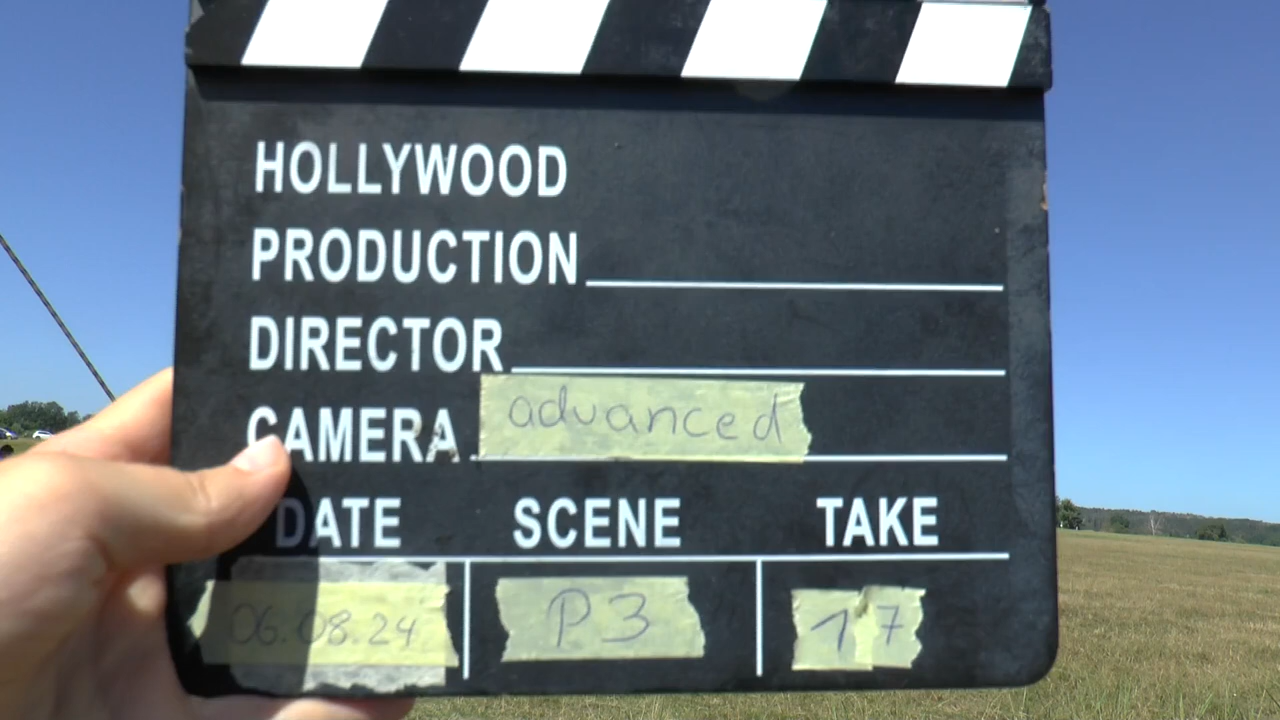 HOLLYWOOD
PRODUCTION
DIRECTOR
CAMERA advanced
DATE SCENE TAKE
06.08.24 P3 17